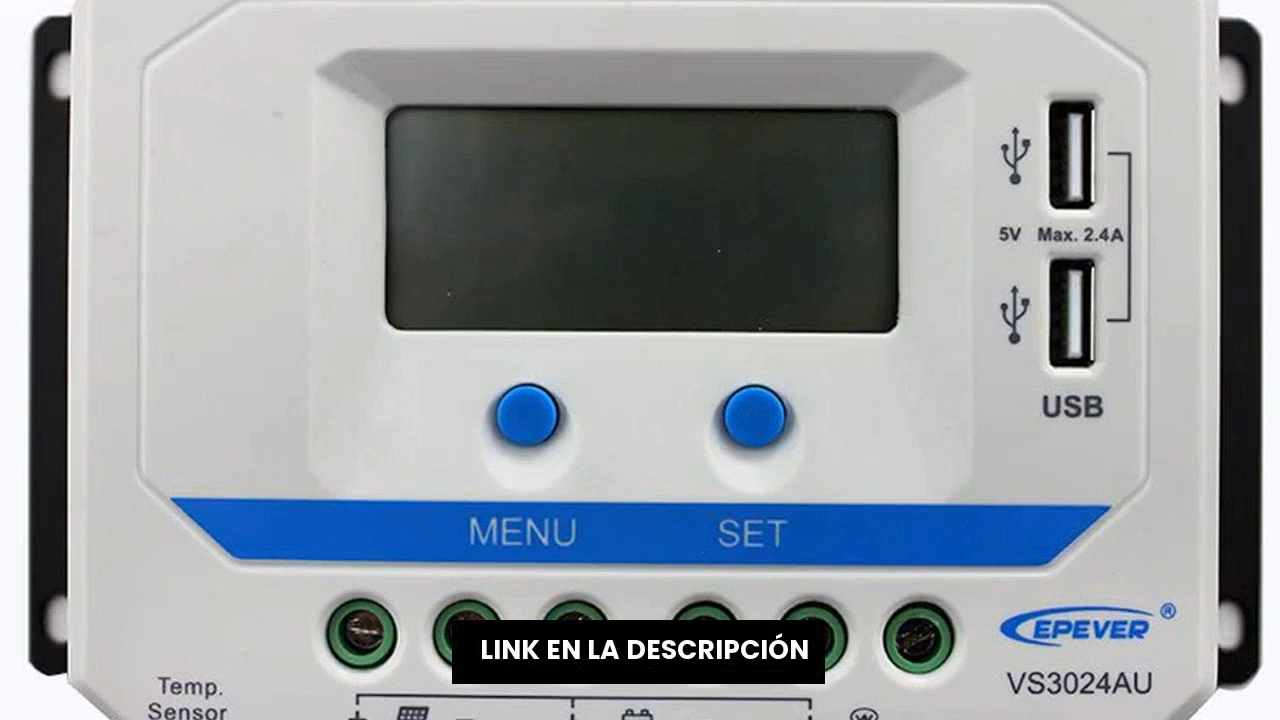 5V Max. 2.4A
USB
MENU SET
LINK EN LA DESCRIPCIÓN
EPEVER ®
VS3024AU
Temp.
Sensor
+ −